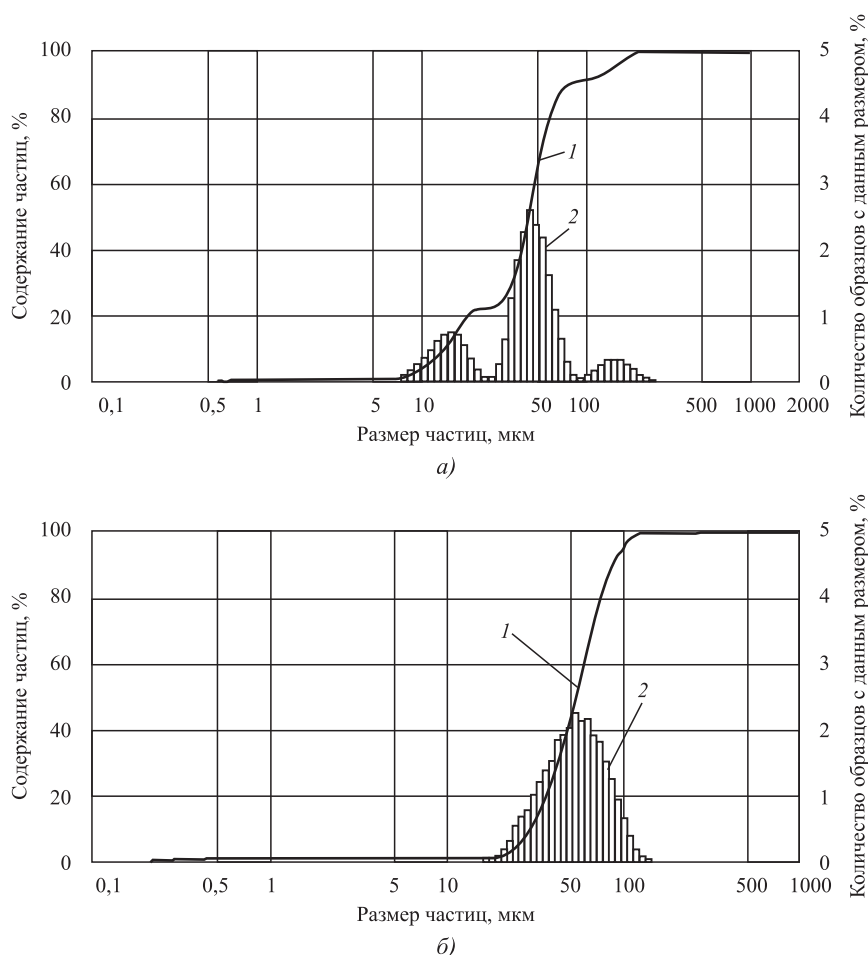 Содержание частиц, %
100
80
60
40
20
0
1
2
5
4
3
2
1
0
Количество образцов с данным размером, %
0,1 0,5 1 5 10 50 100 500 1000 2000
Размер частиц, мкм
а)
Содержание частиц, %
100
80
60
40
20
0
1
2
5
4
3
2
1
0
Количество образцов с данным размером, %
0,1 0,5 1 5 10 50 100 500 1000
Размер частиц, мкм
б)